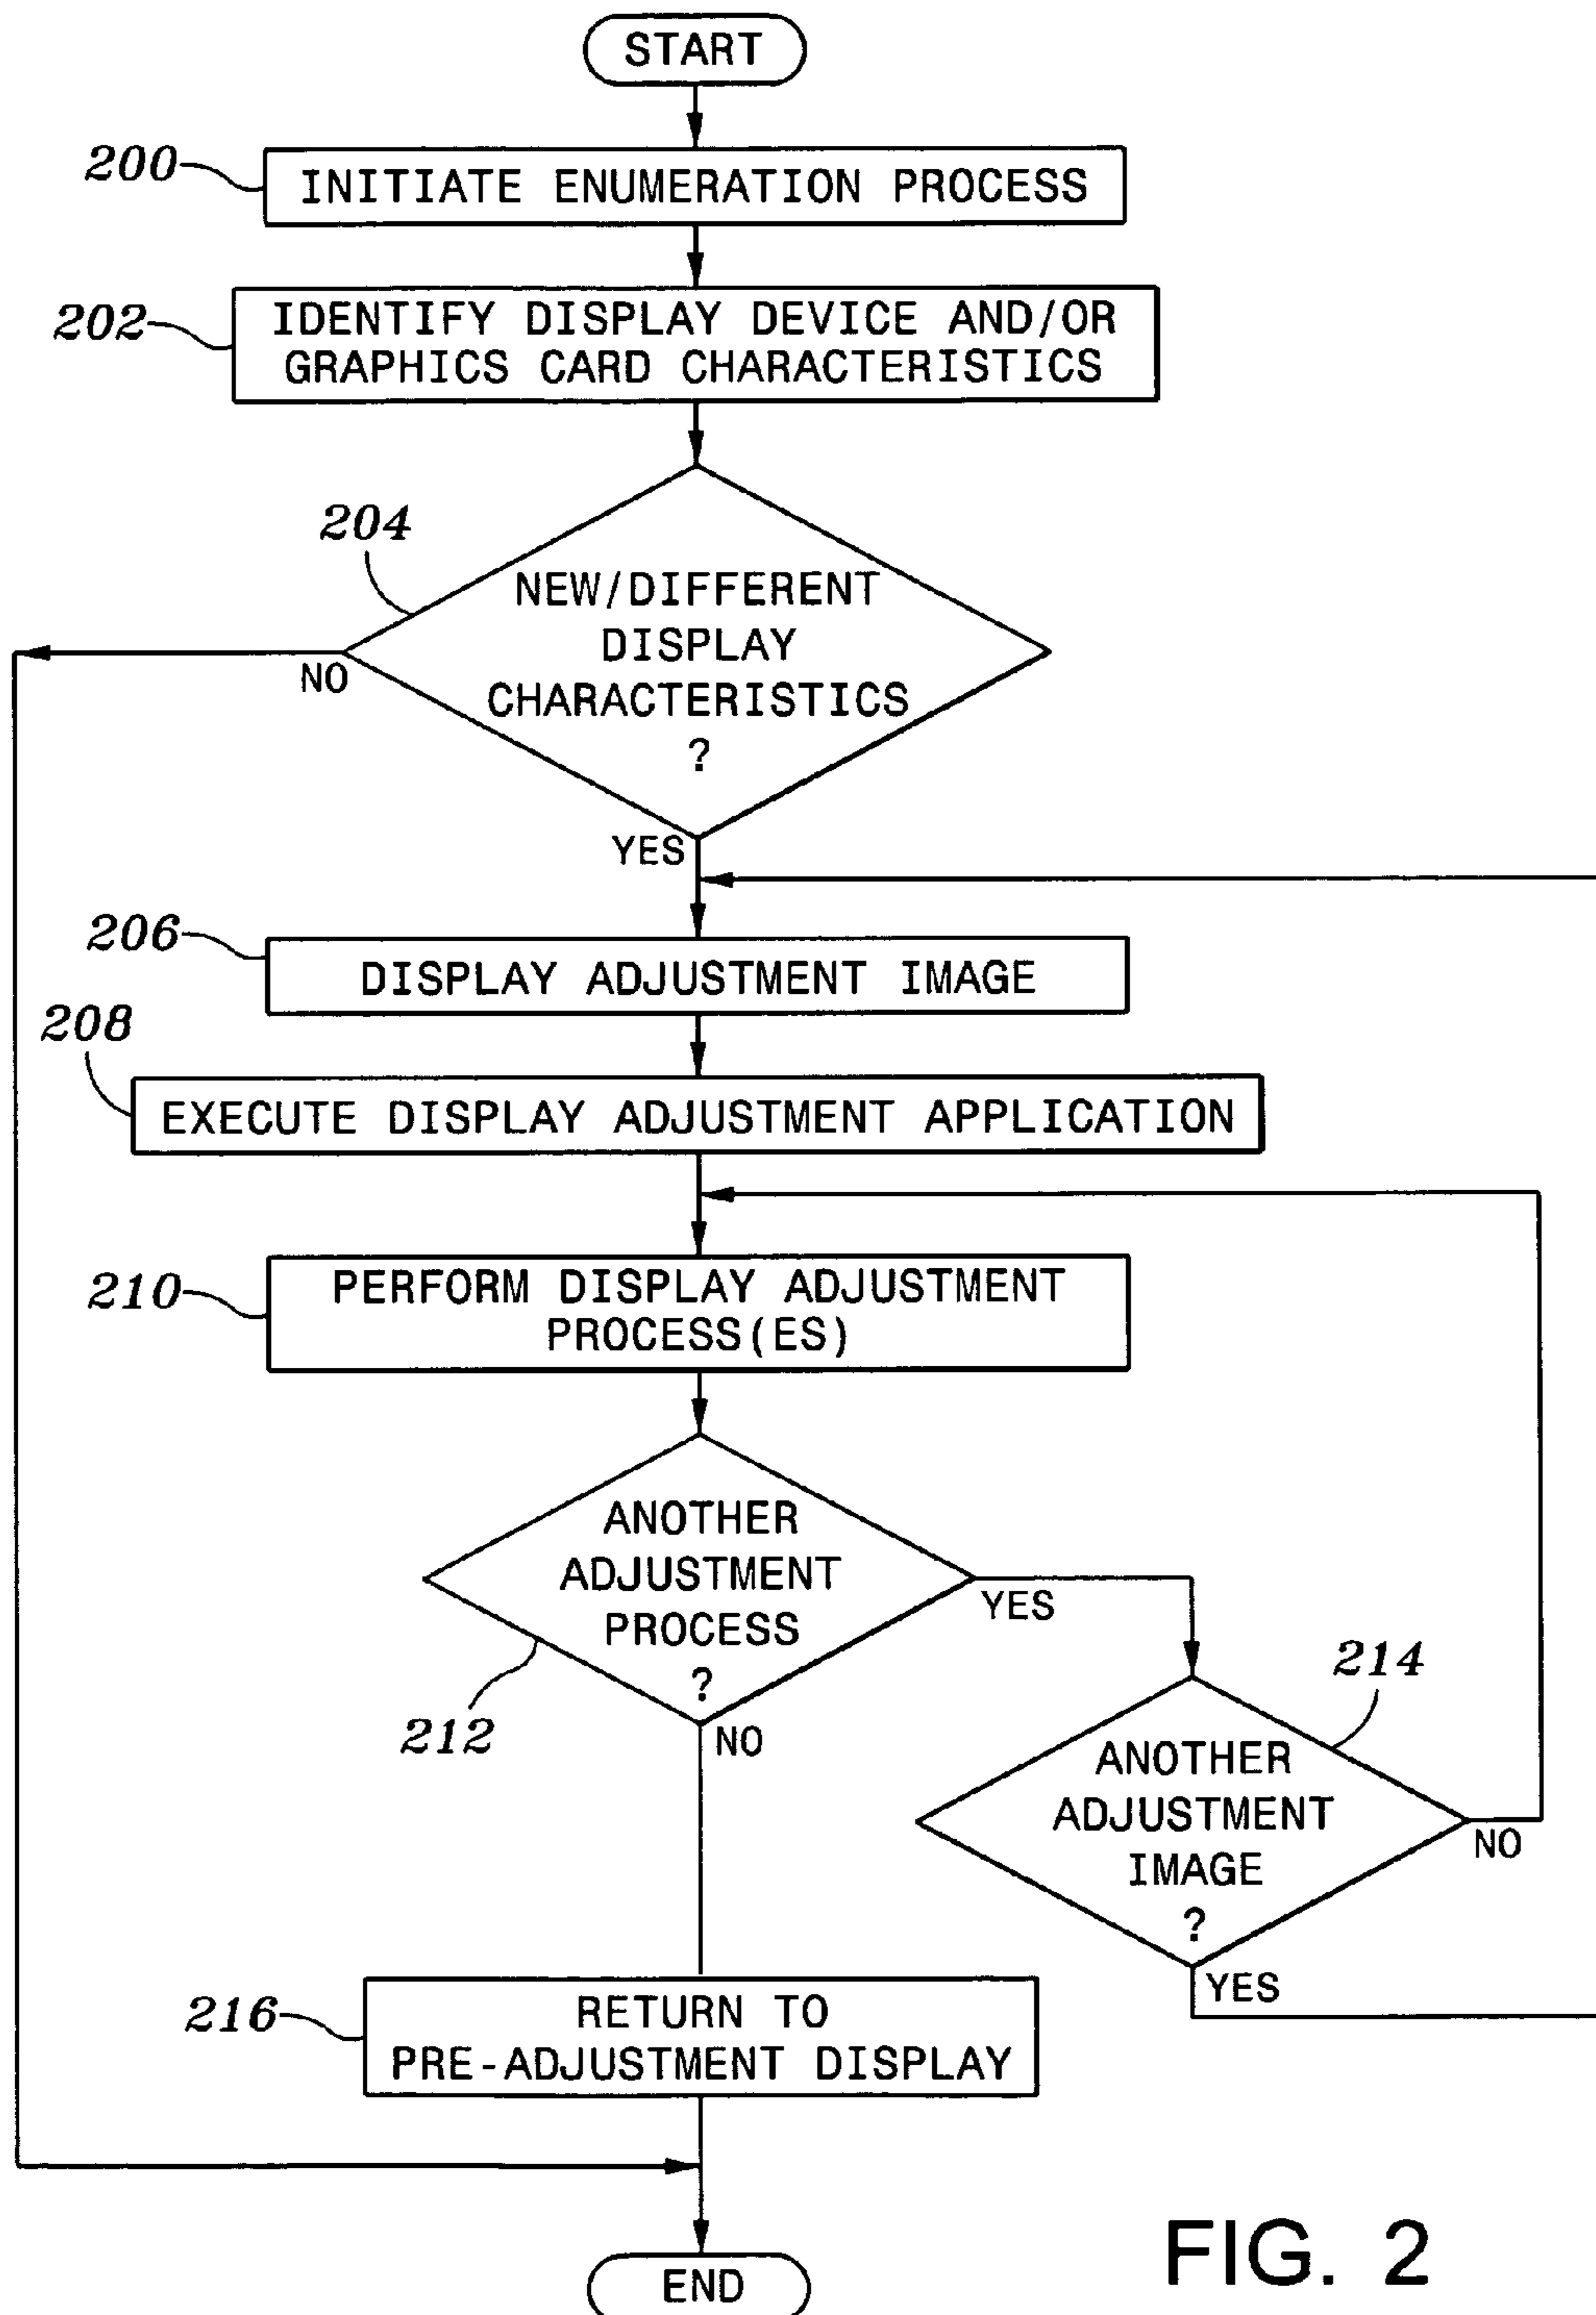 START
200
INITIATE ENUMERATION PROCESS
202
IDENTIFY DISPLAY DEVICE AND/OR
GRAPHICS CARD CHARACTERISTICS
204
NEW/DIFFERENT
DISPLAY
CHARACTERISTICS
?
NO
YES
206
DISPLAY ADJUSTMENT IMAGE
208
EXECUTE DISPLAY ADJUSTMENT APPLICATION
210
PERFORM DISPLAY ADJUSTMENT
PROCESS(ES)
ANOTHER
ADJUSTMENT
PROCESS
?
YES
212
NO
214
ANOTHER
ADJUSTMENT
IMAGE
?
NO
YES
216
RETURN TO
PRE-ADJUSTMENT DISPLAY
END
FIG. 2